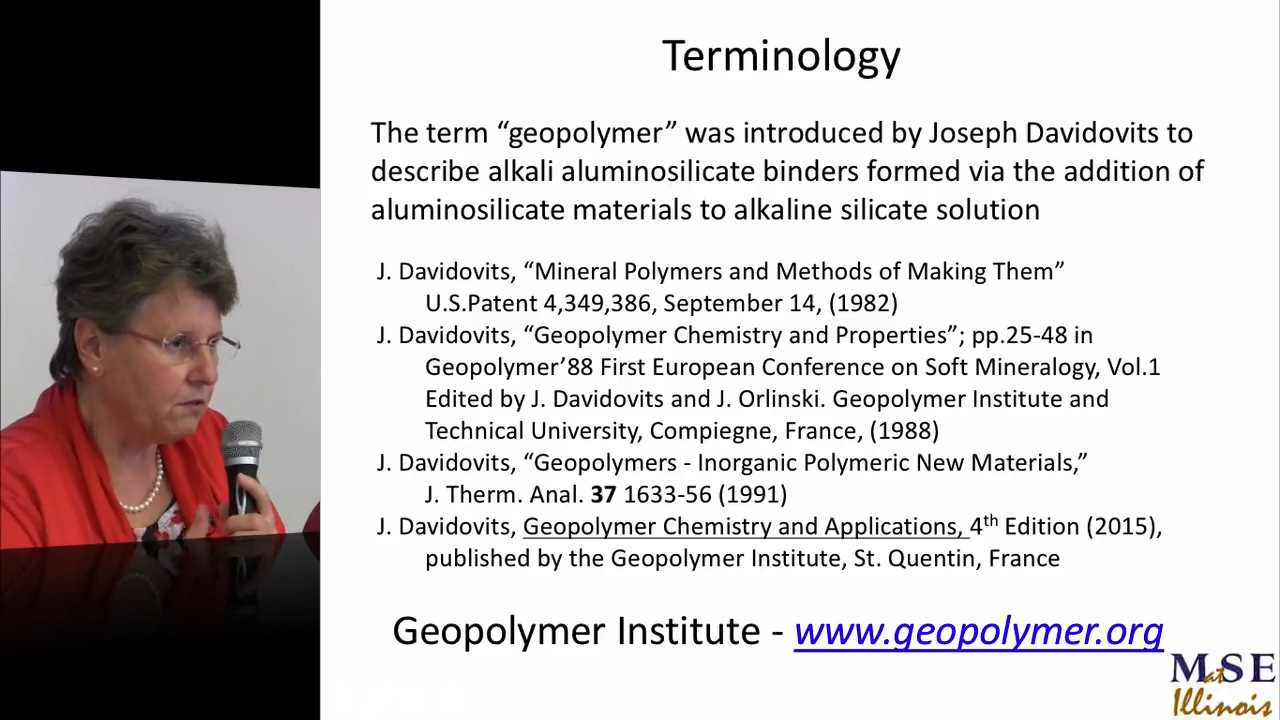 Terminology
The term “geopolymer” was introduced by Joseph Davidovits to
describe alkali aluminosilicate binders formed via the addition of
aluminosilicate materials to alkaline silicate solution
J. Davidovits, “Mineral Polymers and Methods of Making Them”
U.S.Patent 4,349,386, September 14, (1982)
J. Davidovits, “Geopolymer Chemistry and Properties”; pp.25-48 in
Geopolymer’88 First European Conference on Soft Mineralogy, Vol.1
Edited by J. Davidovits and J. Orlinski. Geopolymer Institute and
Technical University, Compiegne, France, (1988)
J. Davidovits, “Geopolymers - Inorganic Polymeric New Materials,”
J. Therm. Anal. 37 1633-56 (1991)
J. Davidovits, Geopolymer Chemistry and Applications, 4th Edition (2015),
published by the Geopolymer Institute, St. Quentin, France
Geopolymer Institute - www.geopolymer.org
MatSE
Illinois